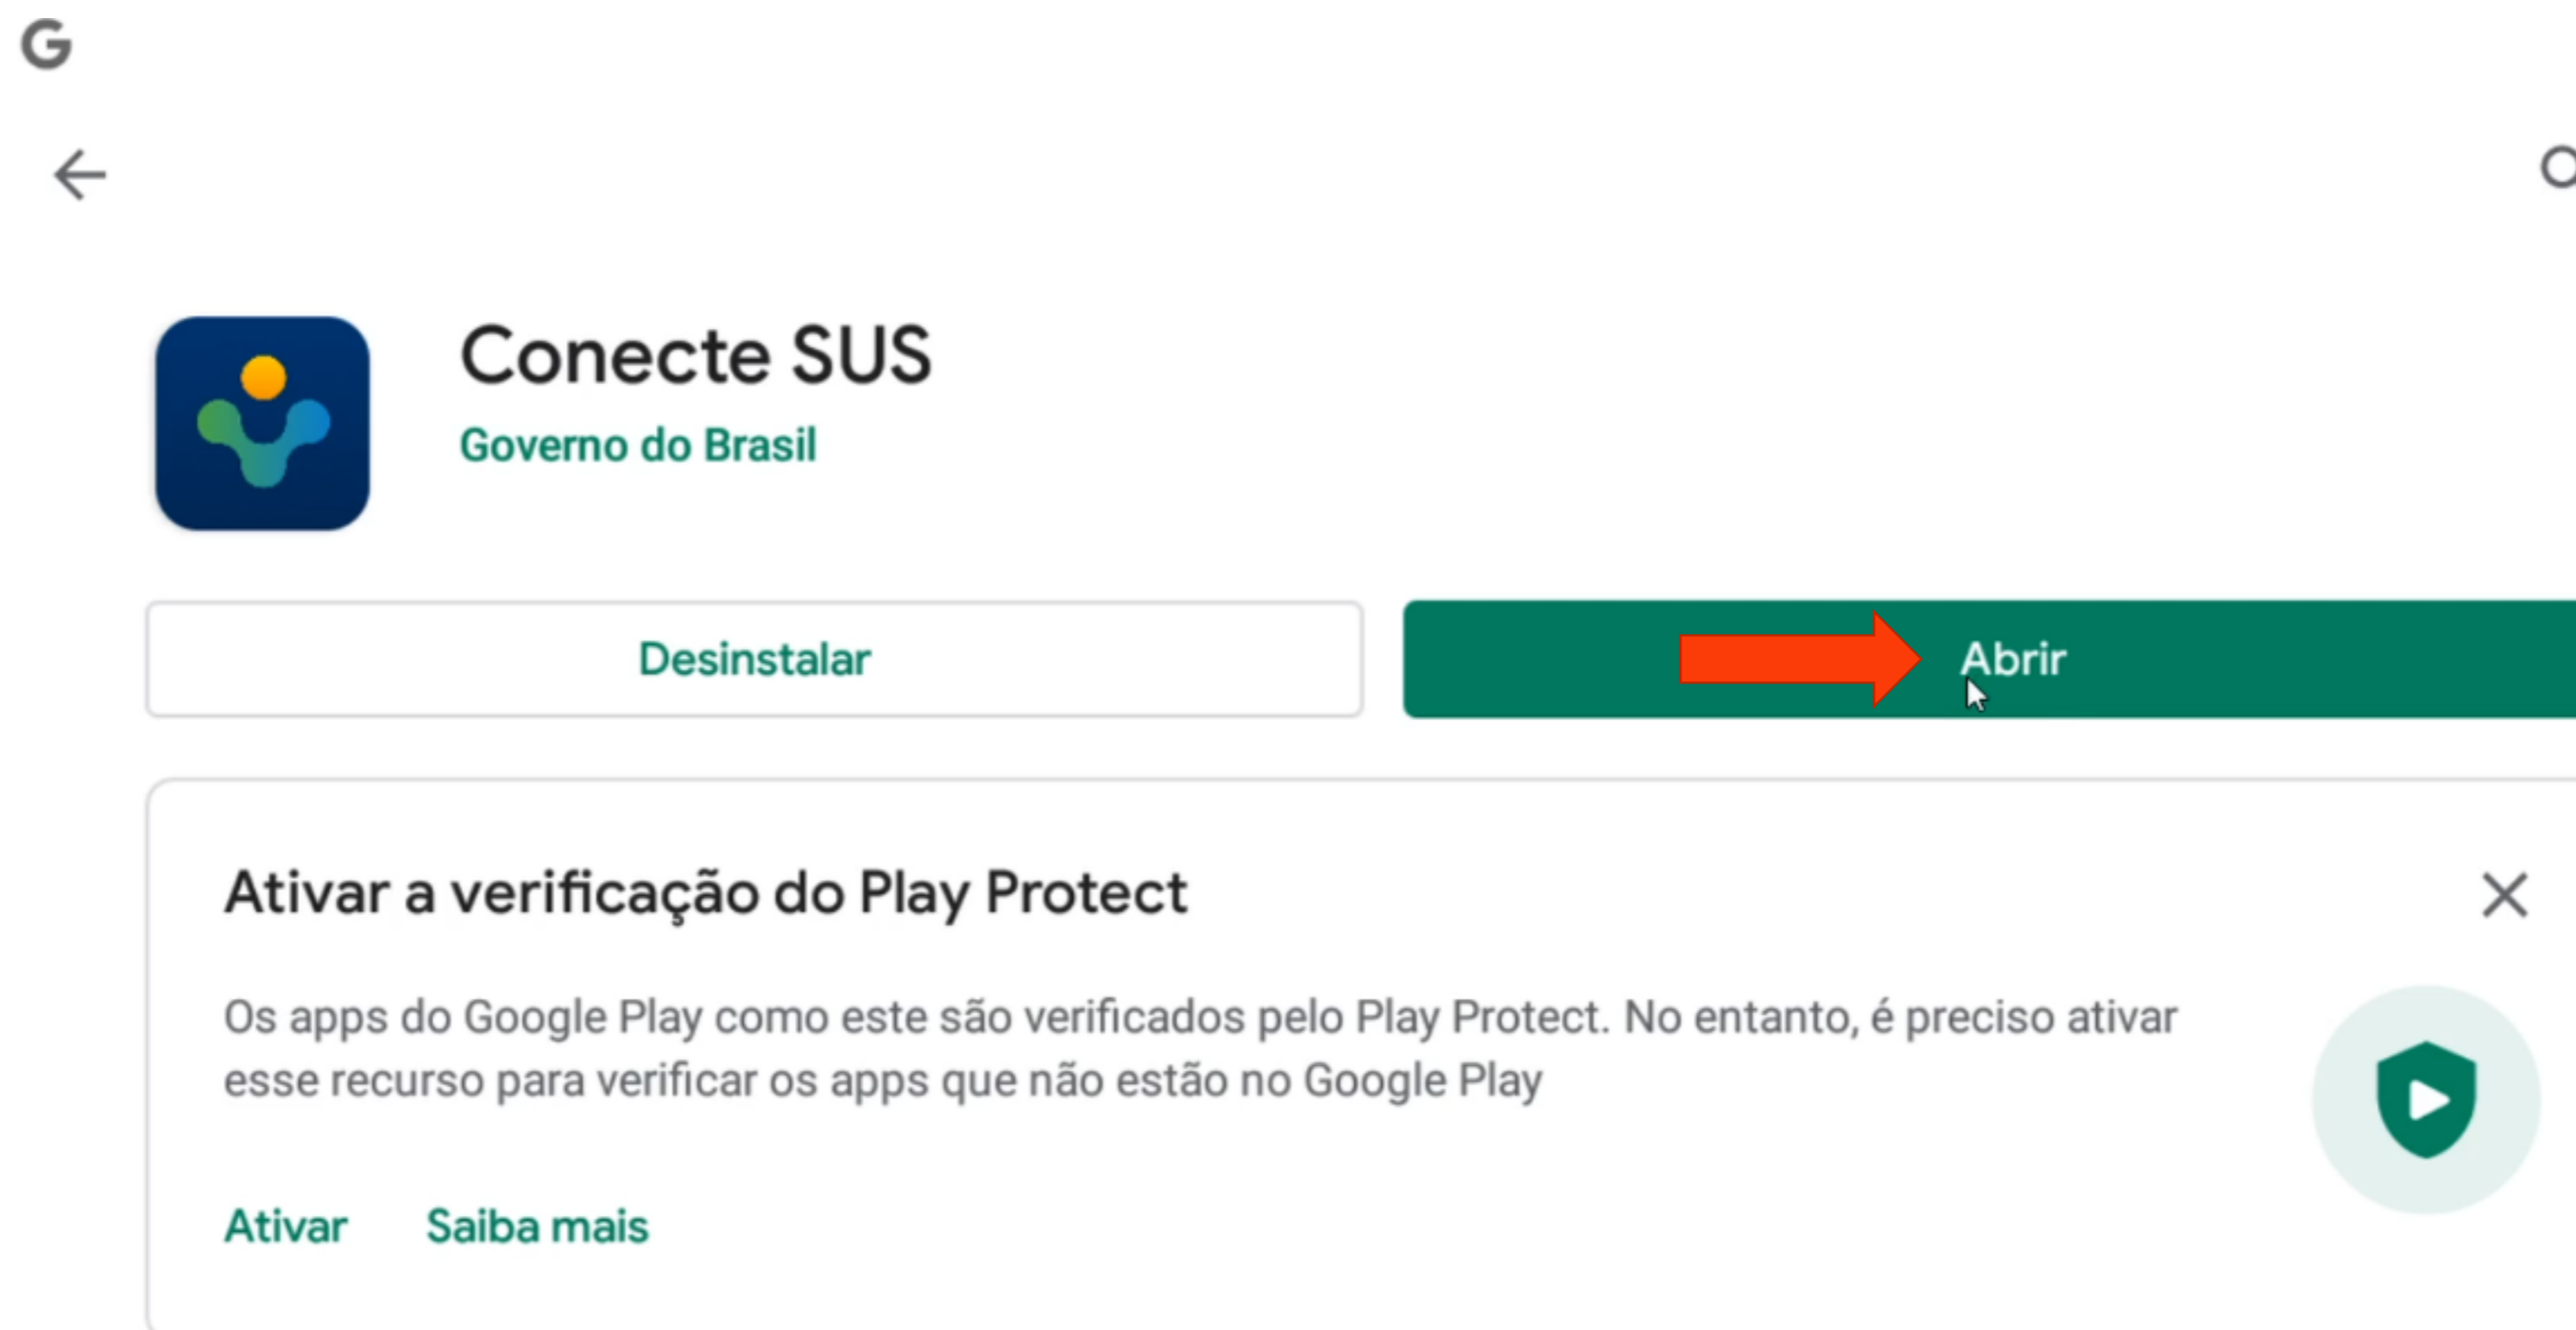 G
Conecte SUS
Governo do Brasil
Desinstalar
Abrir
Ativar a verificação do Play Protect
Os apps do Google Play como este são verificados pelo Play Protect. No entanto, é preciso ativar
esse recurso para verificar os apps que não estão no Google Play
Ativar
Saiba mais